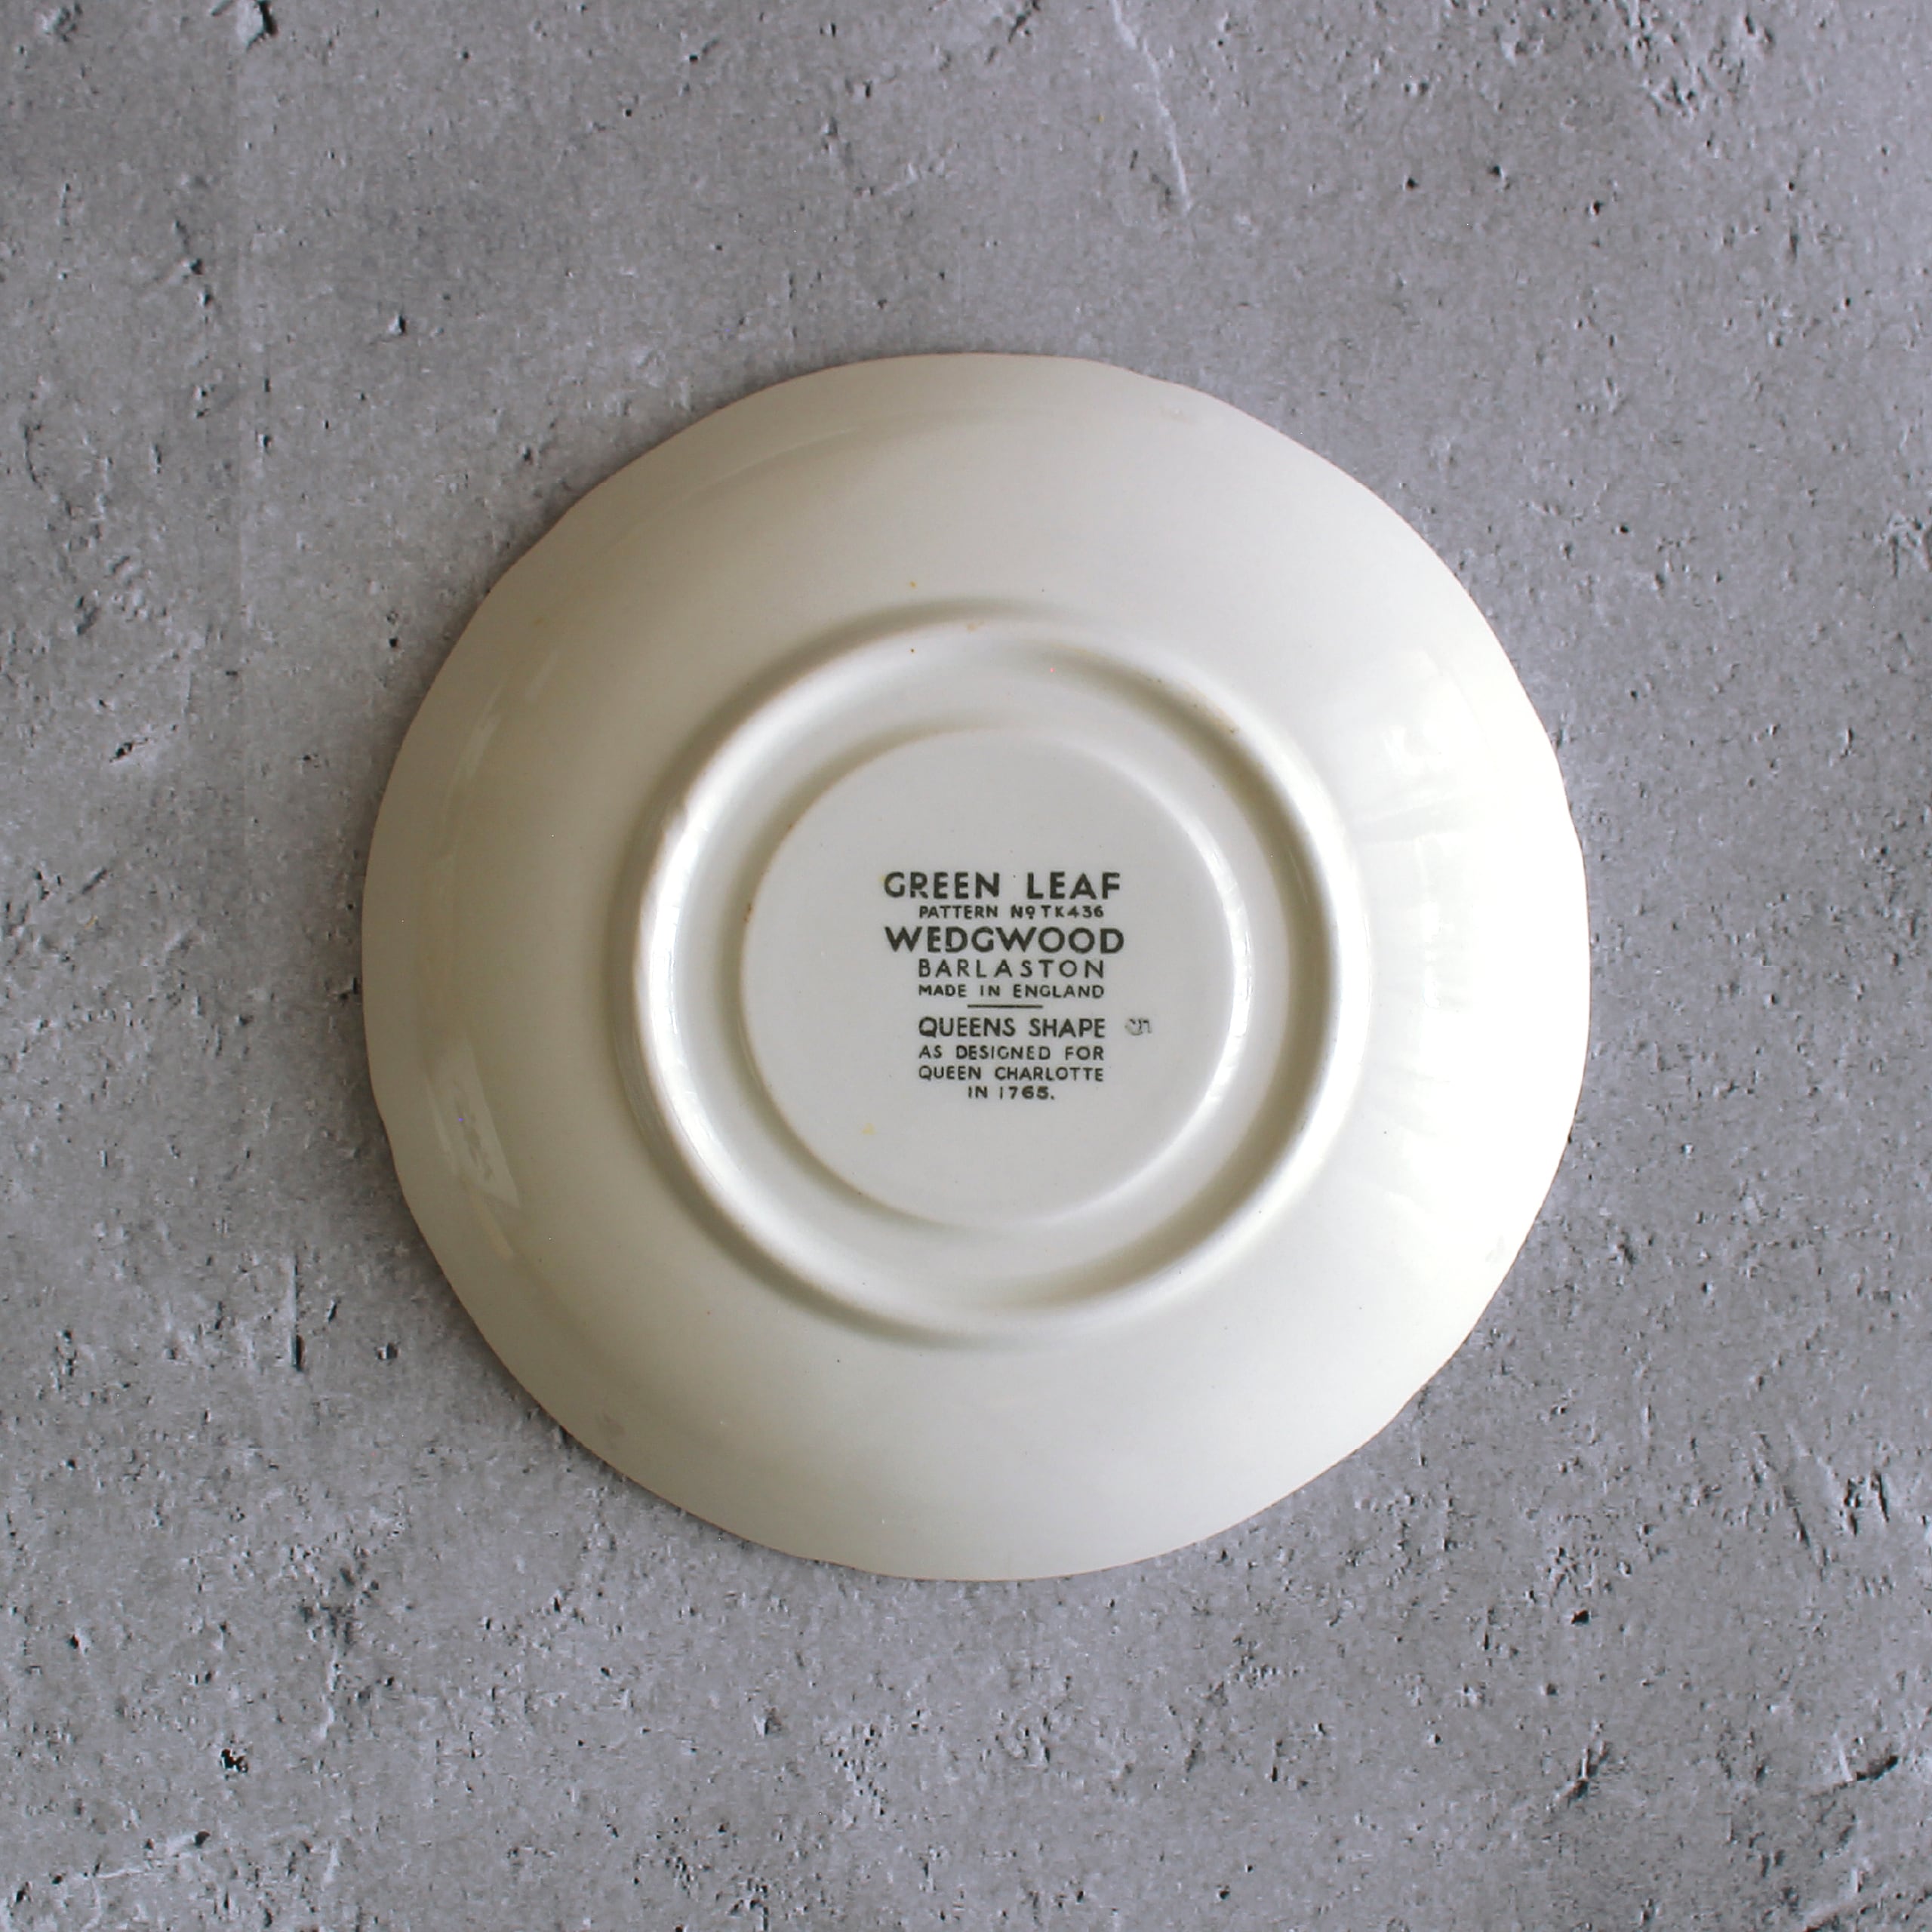 GREEN LEAF
PATTERN No TK436
WEDGWOOD
BARLASTON
MADE IN ENGLAND
QUEENS SHAPE
AS DESIGNED FOR
QUEEN CHARLOTTE
IN 1765.